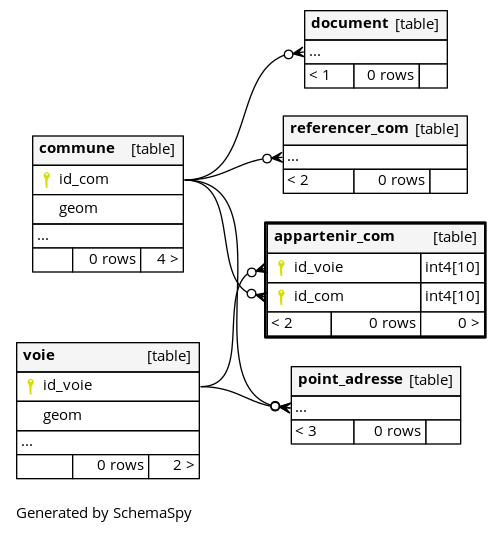 document [table]
...
< 1 0 rows
referencer_com [table]
...
< 2 0 rows
commune [table]
id_com
geom
...
0 rows 4 >
appartenir_com [table]
id_voie int4[10]
id_com int4[10]
< 2 0 rows 0 >
voie [table]
id_voie
geom
...
0 rows 2 >
point_adresse [table]
...
< 3 0 rows
Generated by SchemaSpy